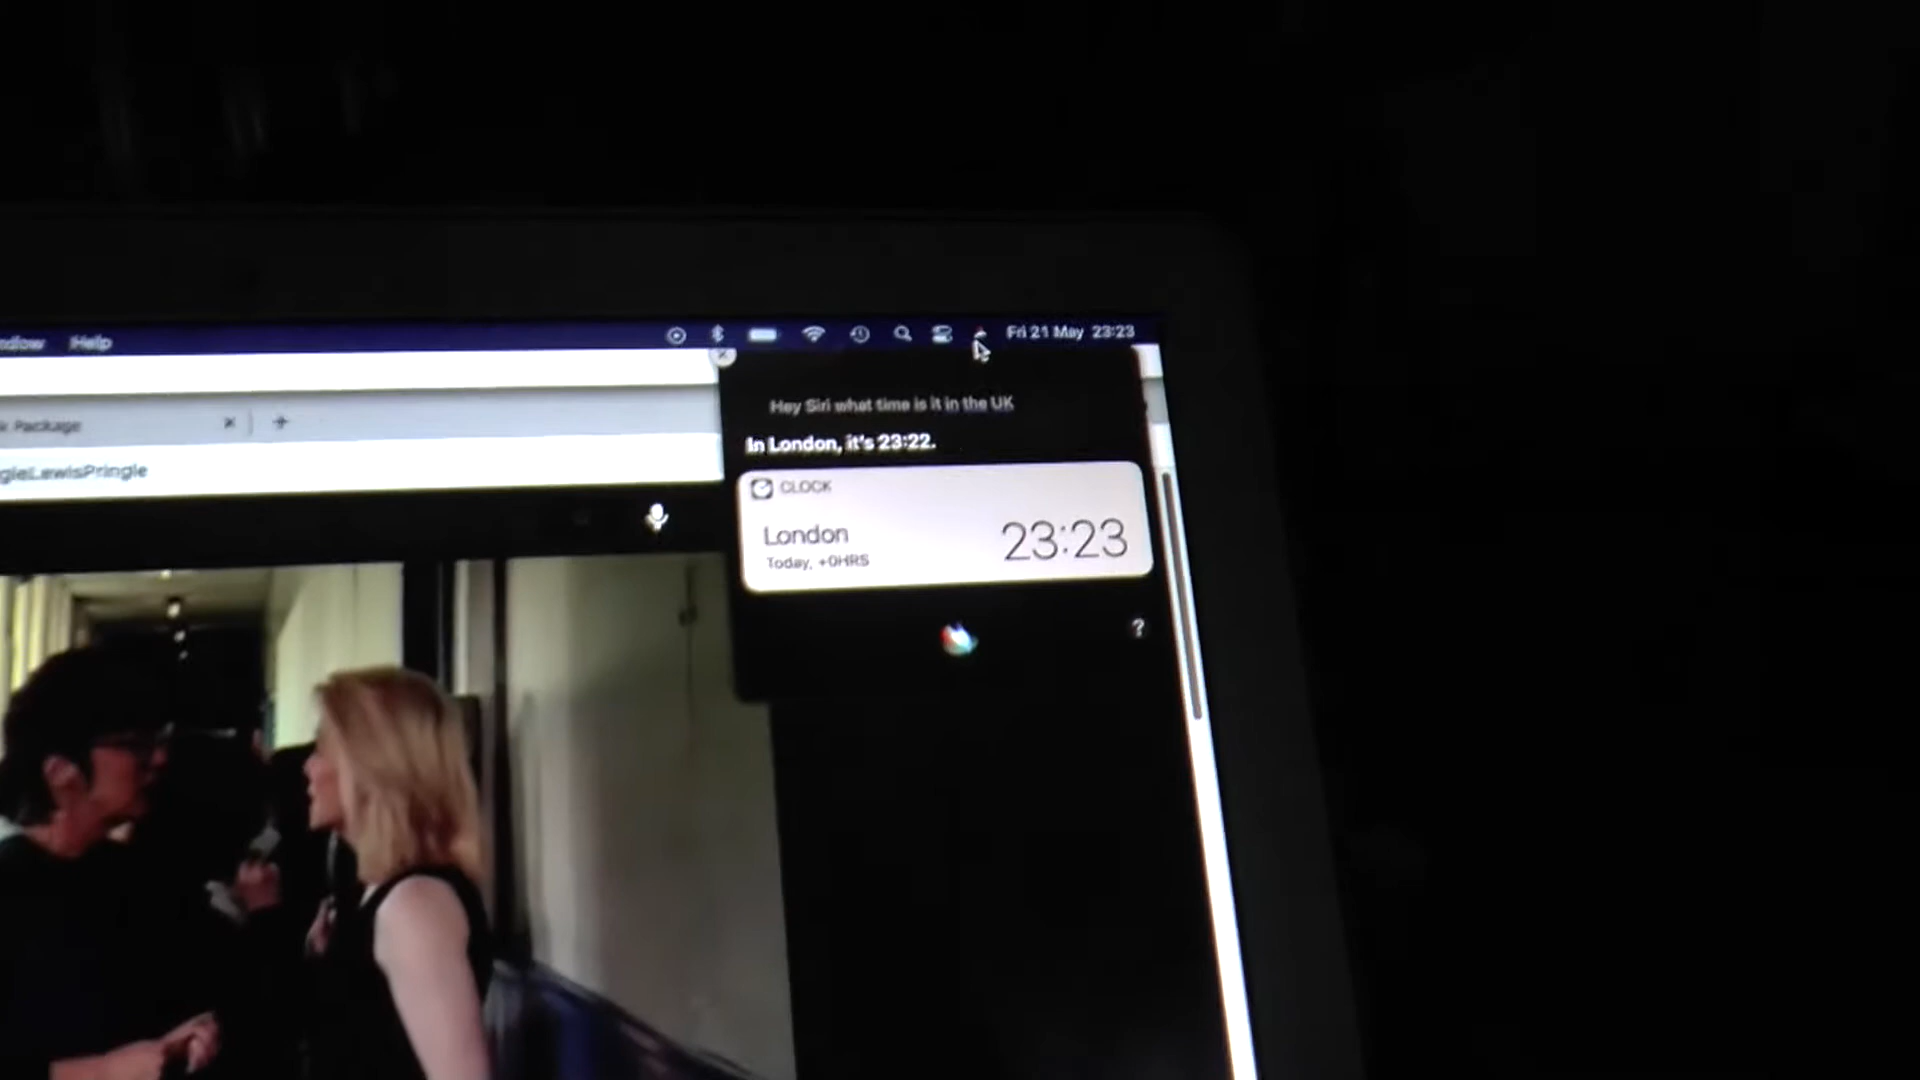 Help
Fri 21 May 23:23
Hey Siri what time is it in the UK
In London, it's 23:22.
Package
gleLewisPringle
CLOCK
London
23:23
Today, +0HRS
?